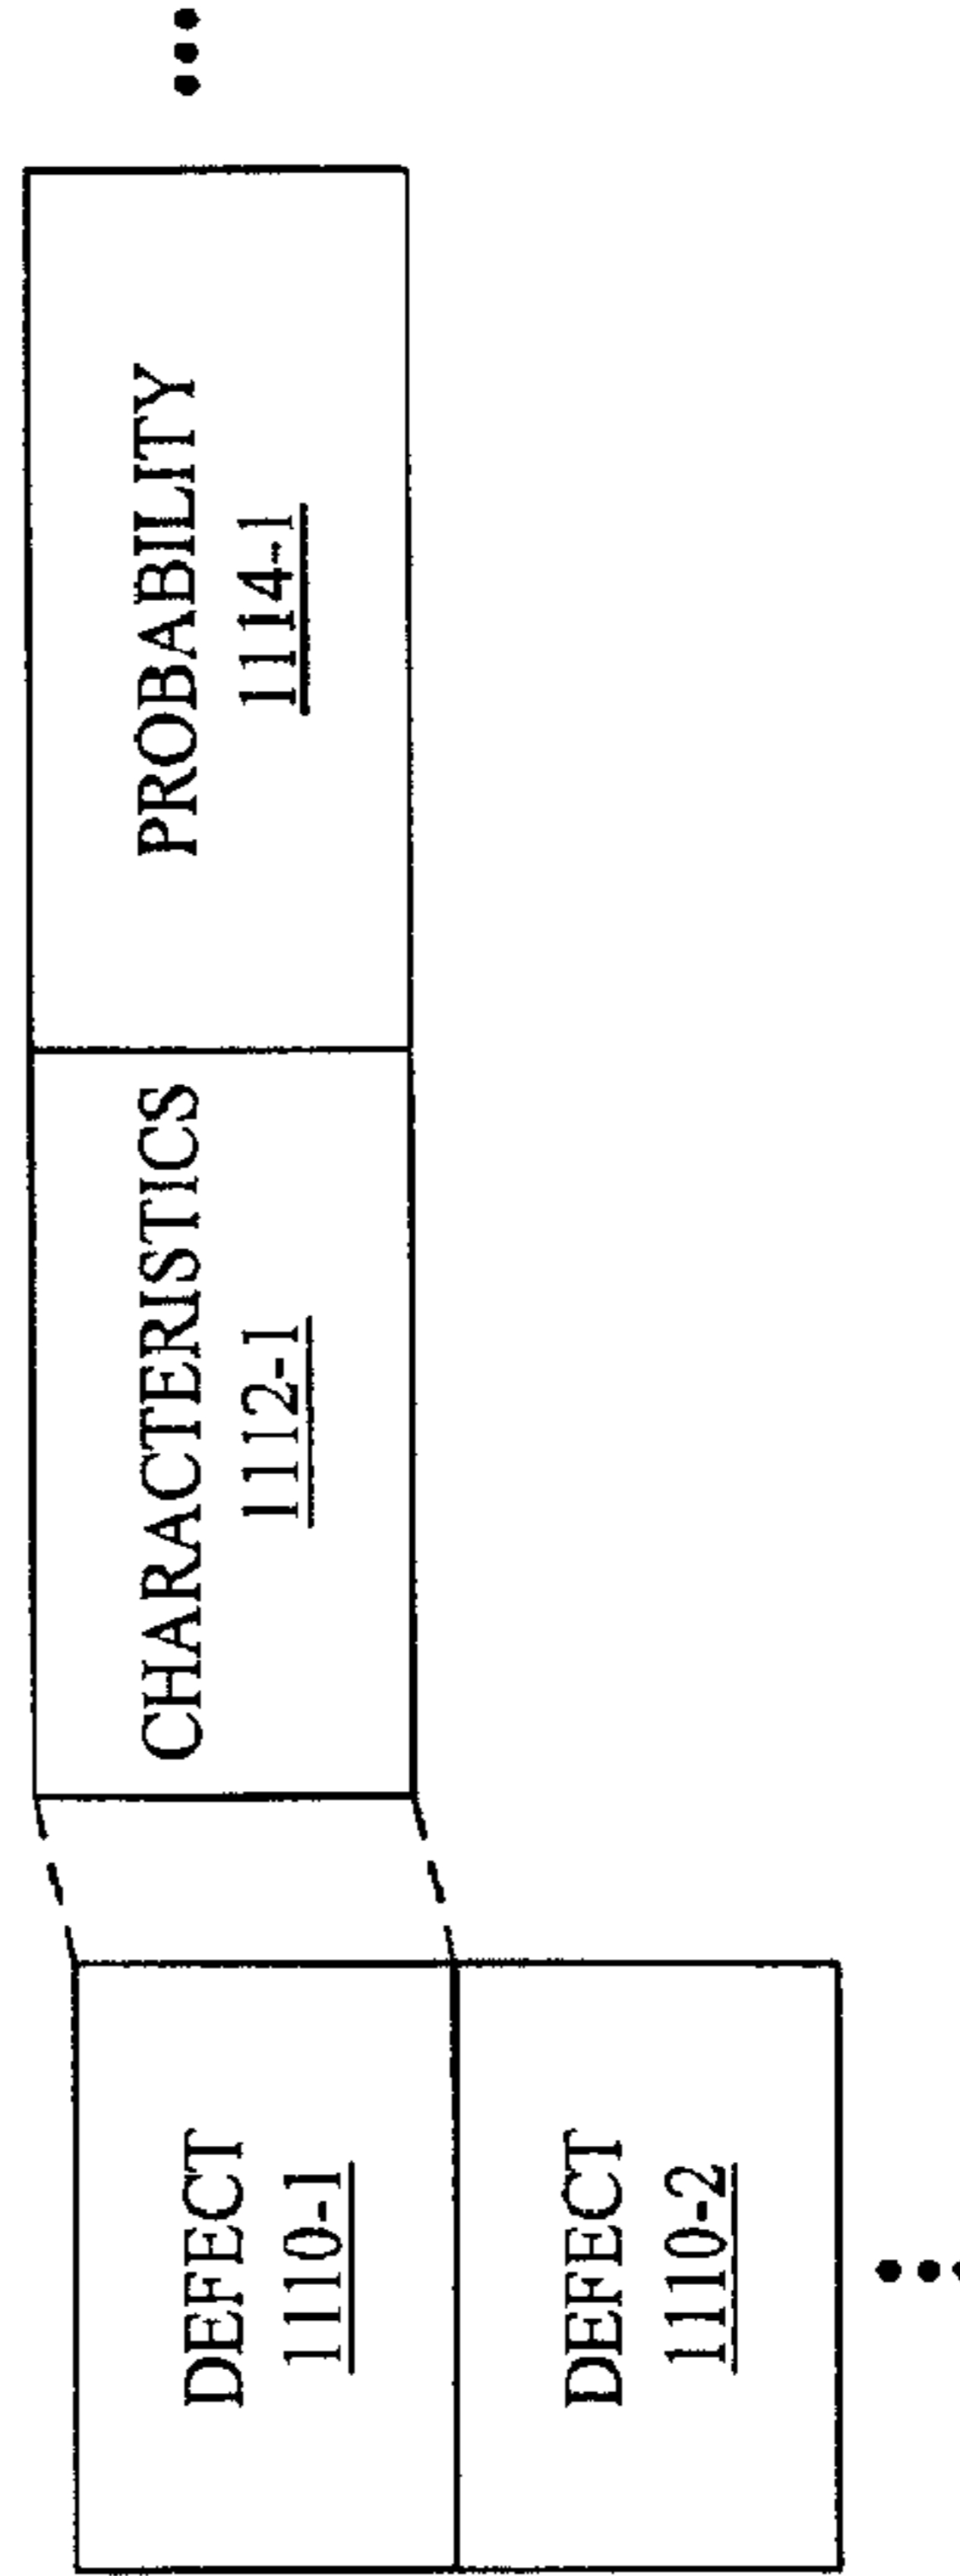 DEFECT
1110-1
CHARACTERISTICS
1112-1
PROBABILITY
1114-1
DEFECT
1110-2